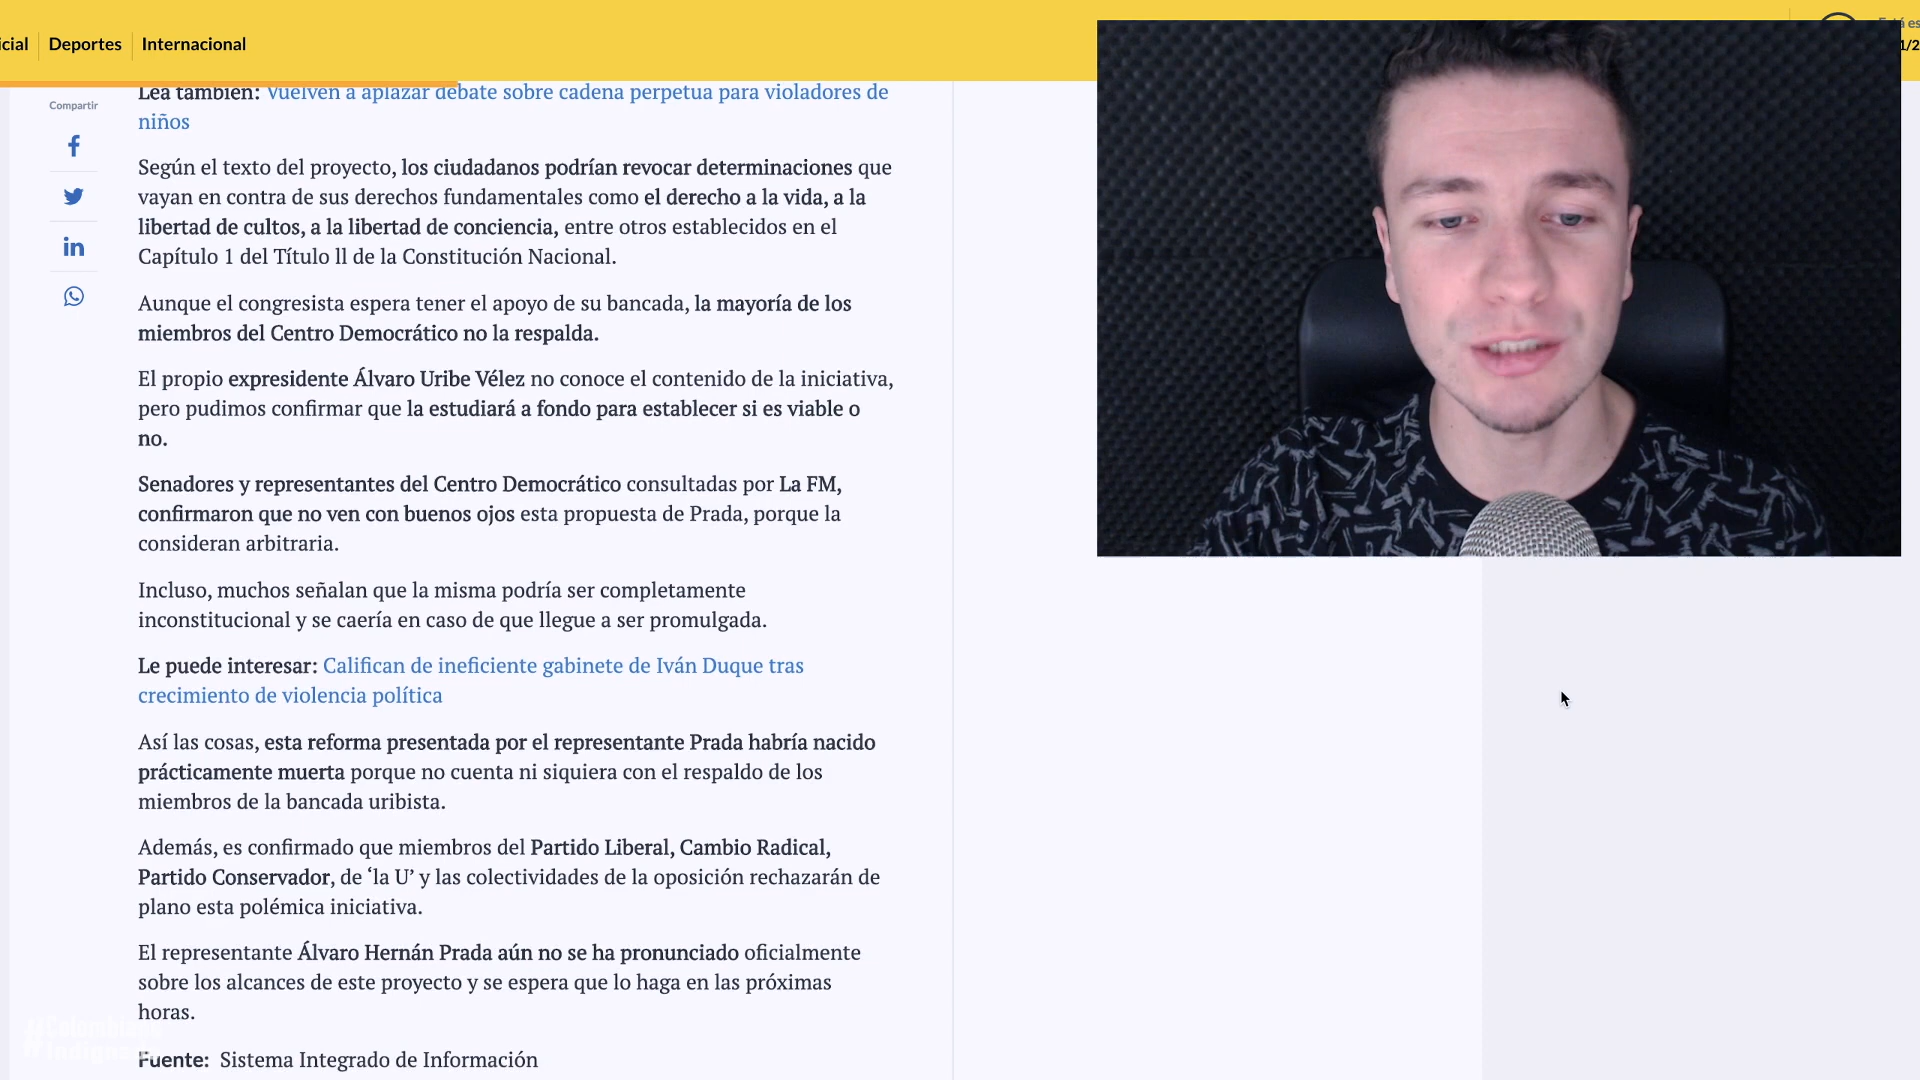 icial Deportes Internacional
Compartir
Lea también: Vuelven a aplazar debate sobre cadena perpetua para violadores de
niños
Según el texto del proyecto, los ciudadanos podrían revocar determinaciones que
vayan en contra de sus derechos fundamentales como el derecho a la vida, a la
libertad de cultos, a la libertad de conciencia, entre otros establecidos en el
Capítulo 1 del Título ll de la Constitución Nacional.
Aunque el congresista espera tener el apoyo de su bancada, la mayoría de los
miembros del Centro Democrático no la respalda.
El propio expresidente Álvaro Uribe Vélez no conoce el contenido de la iniciativa,
pero pudimos confirmar que la estudiará a fondo para establecer si es viable o
no.
Senadores y representantes del Centro Democrático consultadas por La FM,
confirmaron que no ven con buenos ojos esta propuesta de Prada, porque la
consideran arbitraria.
Incluso, muchos señalan que la misma podría ser completamente
inconstitucional y se caería en caso de que llegue a ser promulgada.
Le puede interesar: Califican de ineficiente gabinete de Iván Duque tras
crecimiento de violencia política
Así las cosas, esta reforma presentada por el representante Prada habría nacido
prácticamente muerta porque no cuenta ni siquiera con el respaldo de los
miembros de la bancada uribista.
Además, es confirmado que miembros del Partido Liberal, Cambio Radical,
Partido Conservador, de ‘la U’ y las colectividades de la oposición rechazarán de
plano esta polémica iniciativa.
El representante Álvaro Hernán Prada aún no se ha pronunciado oficialmente
sobre los alcances de este proyecto y se espera que lo haga en las próximas
horas.
Fuente: Sistema Integrado de Información